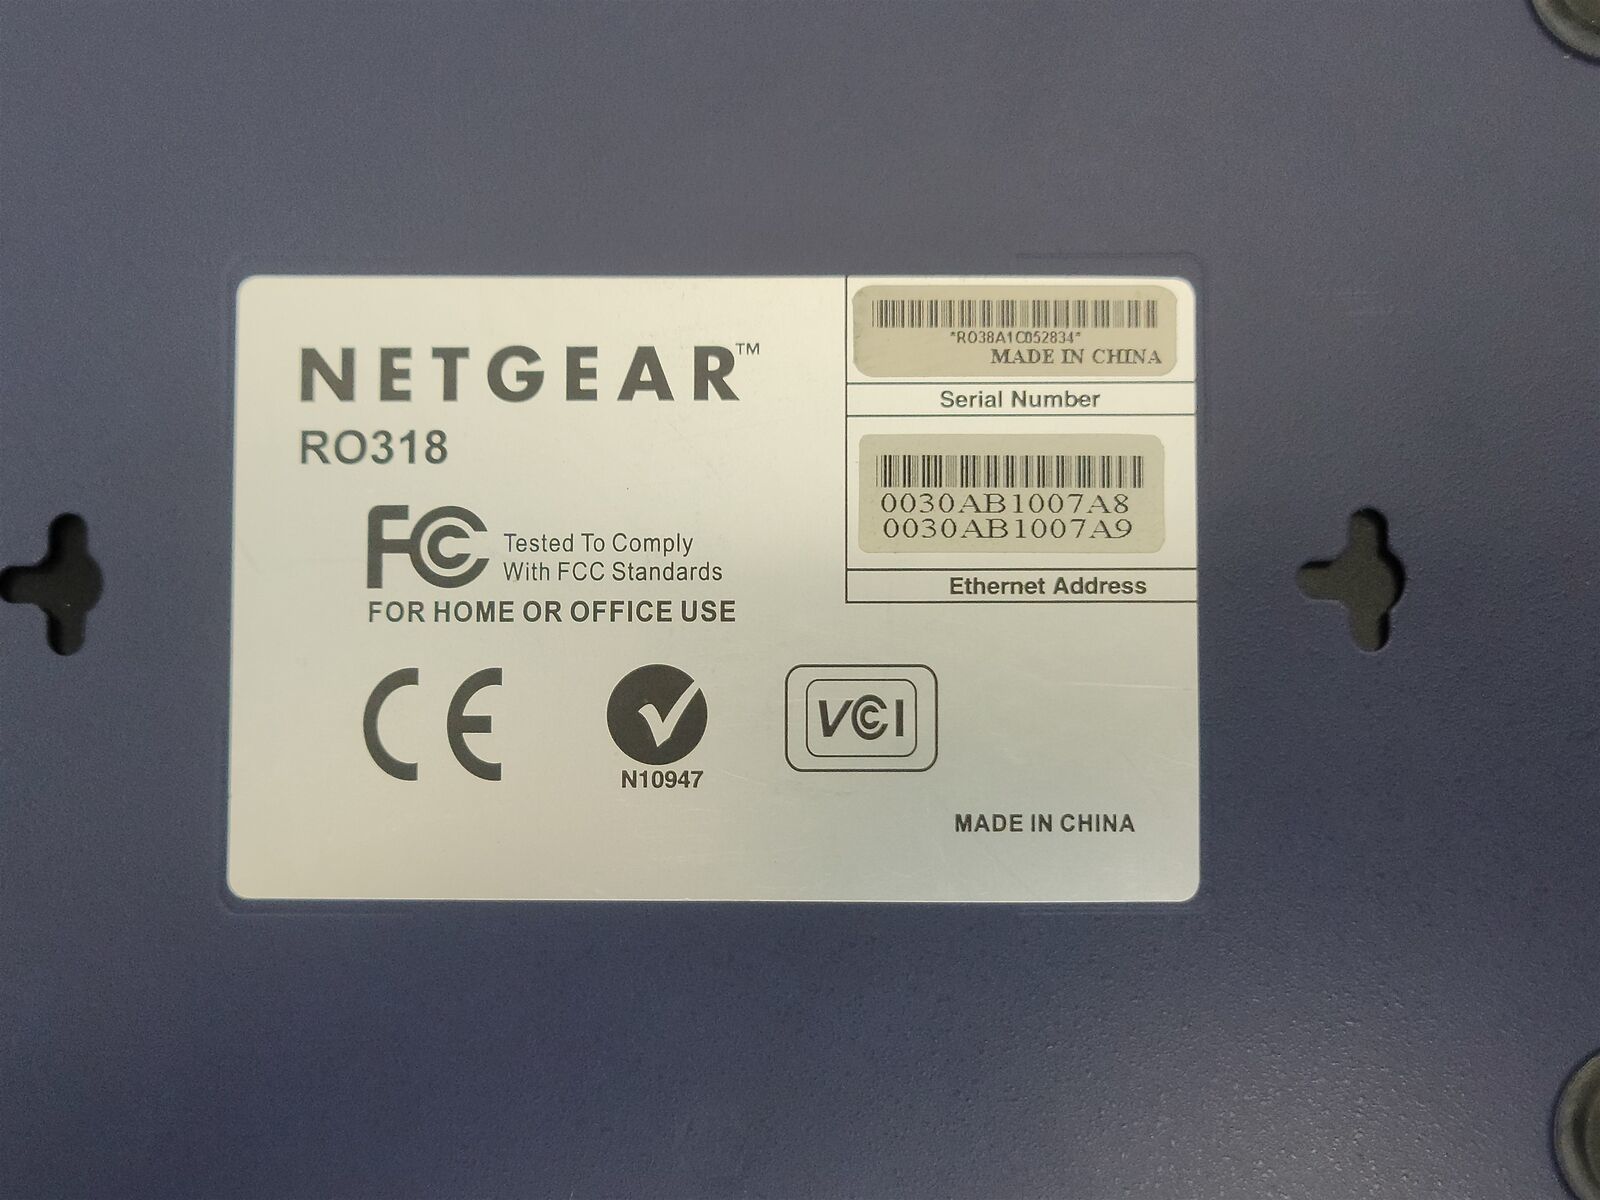 NETGEAR™
RO318
FC Tested To Comply
With FCC Standards
FOR HOME OR OFFICE USE
CE
N10947
VCCI
MADE IN CHINA
*RO38A1C052834*
MADE IN CHINA
Serial Number
0030AB1007A8
0030AB1007A9
Ethernet Address